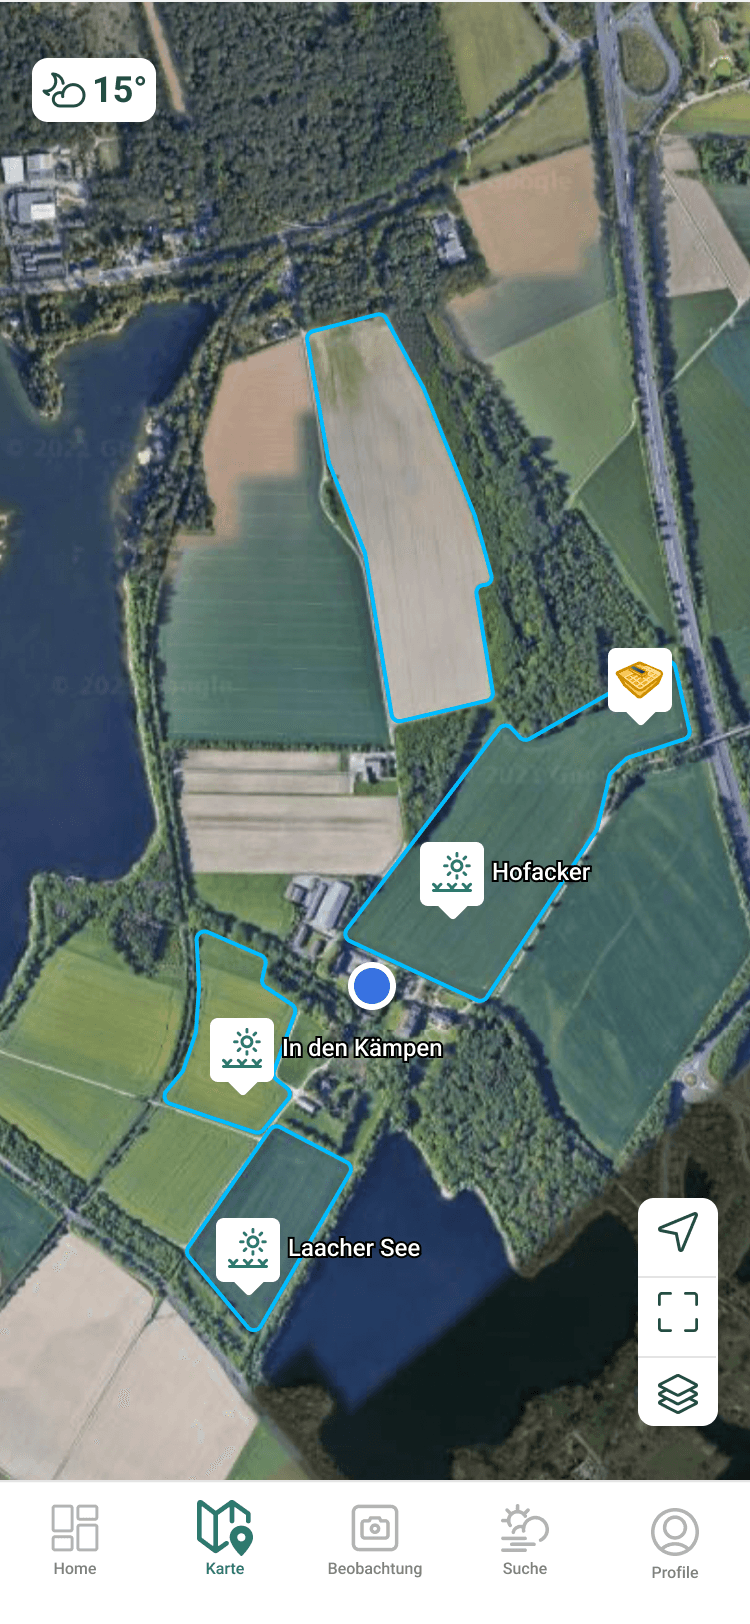 15°
Hofacker
In den Kämpen
Laacher See
Home
Karte
Beobachtung
Suche
Profile